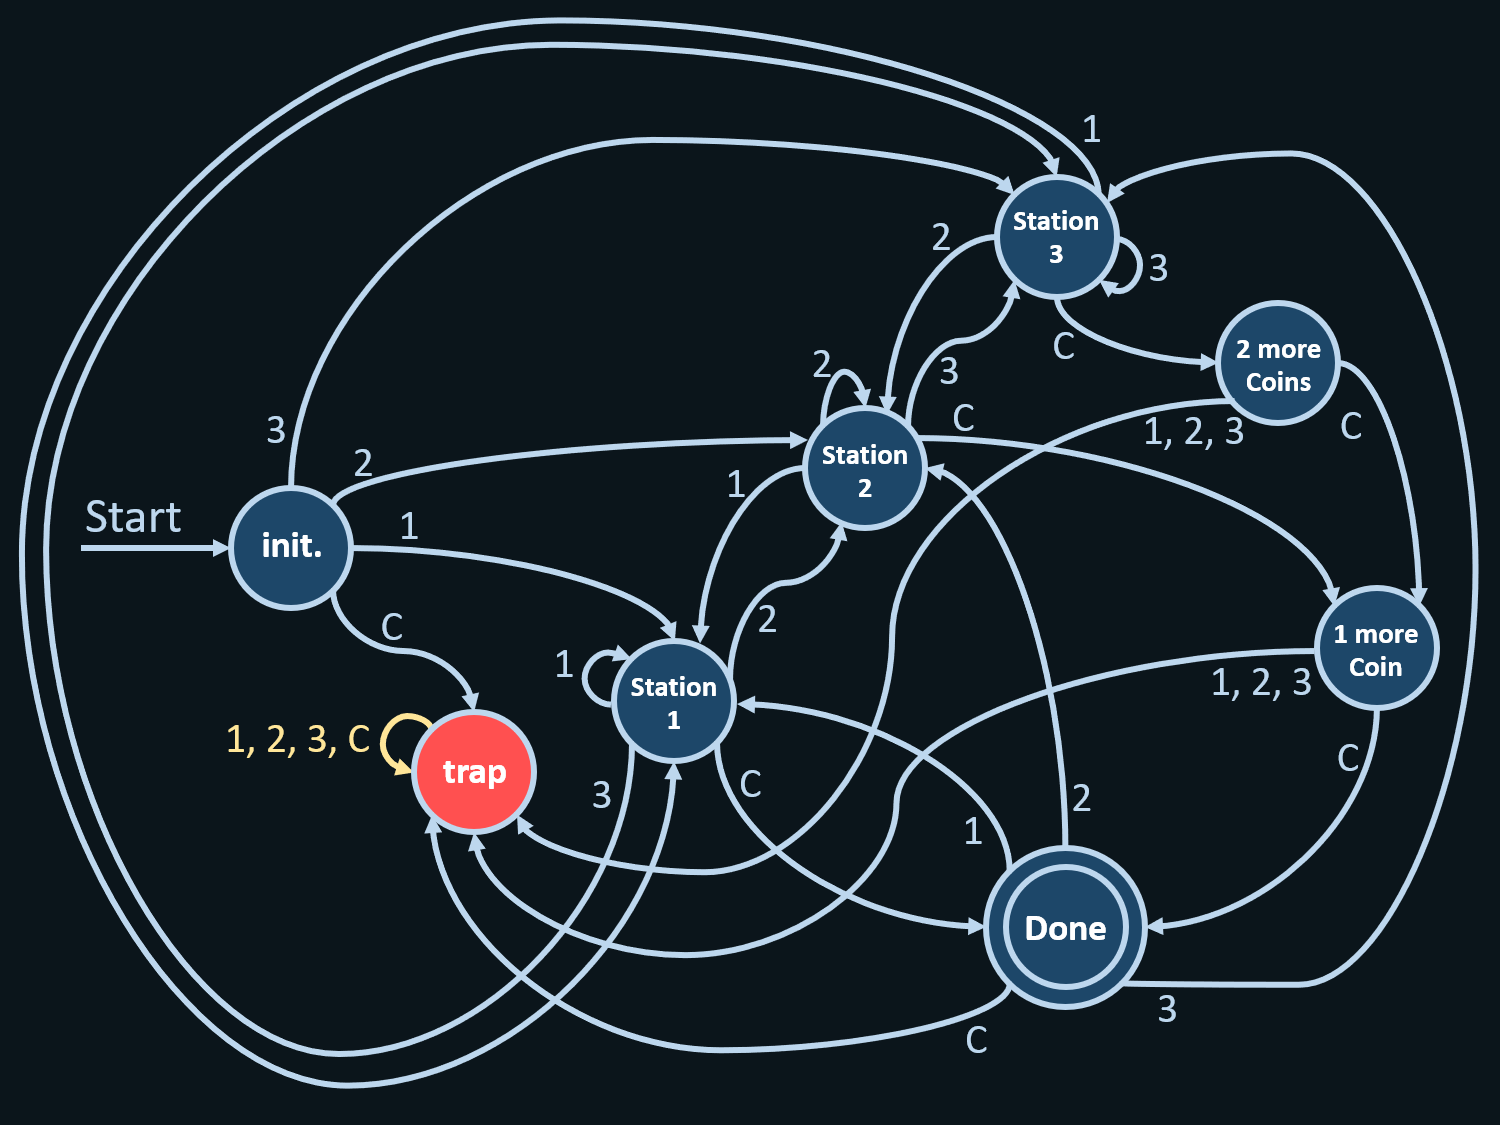 1
Station
3
2
3
C
2 more
Coins
2
3
C
1, 2, 3
C
3
2
Station
2
1
Start
1
init.
2
C
1
Station
1
1 more
Coin
1, 2, 3
1, 2, 3, C
trap
3
C
C
2
1
Done
3
C